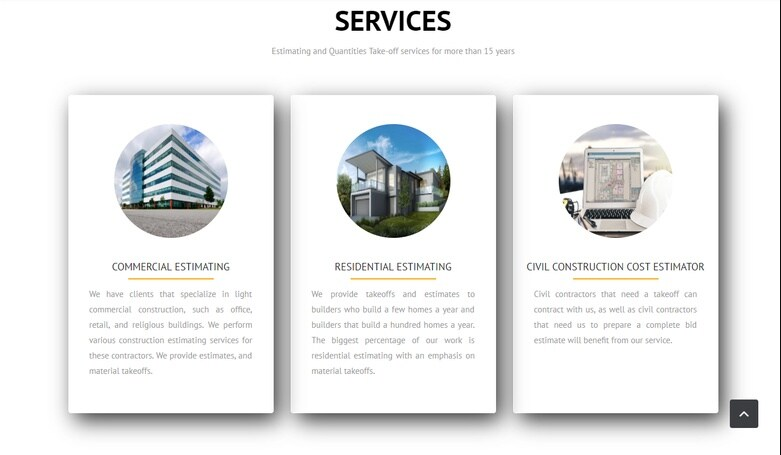 SERVICES
Estimating and Quantities Take-off services for more than 15 years
COMMERCIAL ESTIMATING
We have clients that specialize in light
commercial construction, such as office,
retail, and religious buildings. We perform
various construction estimating services for
these contractors. We provide estimates, and
material takeoffs.
RESIDENTIAL ESTIMATING
We provide takeoffs and estimates to
builders who build a few homes a year and
builders that build a hundred homes a year.
The biggest percentage of our work is
residential estimating with an emphasis on
material takeoffs.
CIVIL CONSTRUCTION COST ESTIMATOR
Civil contractors that need a takeoff can
contract with us, as well as civil contractors
that need us to prepare a complete bid
estimate will benefit from our service.